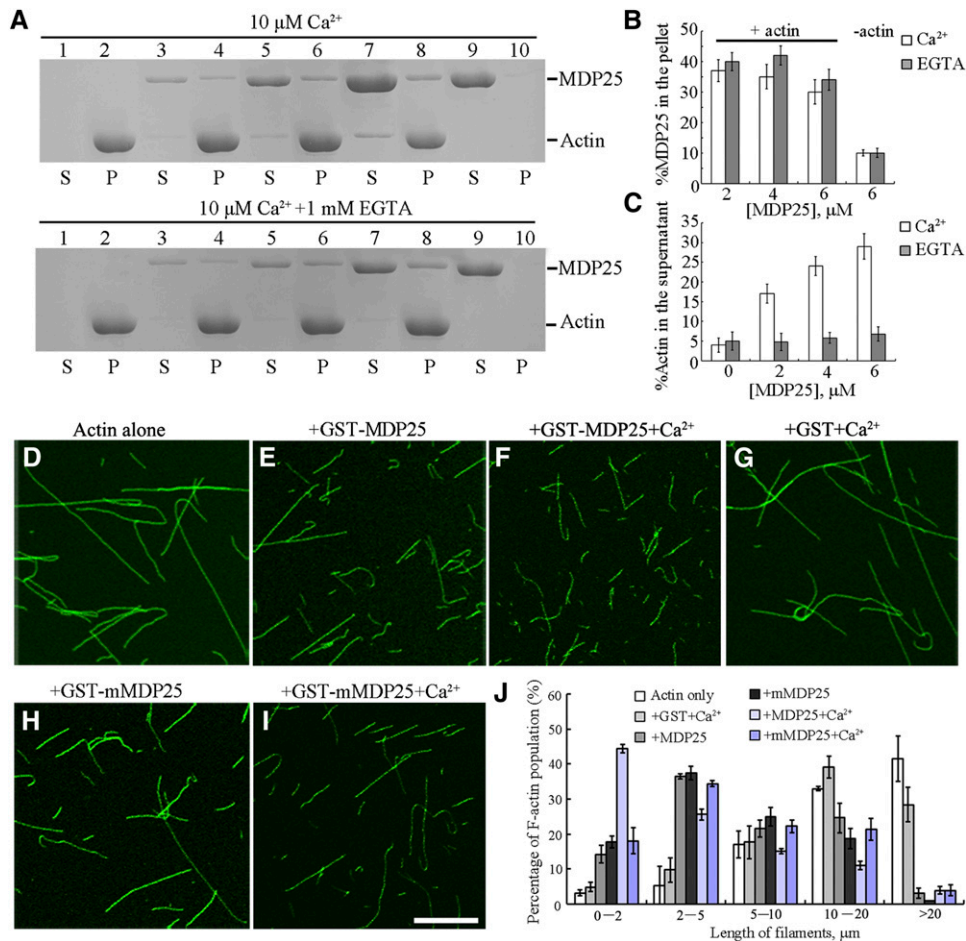 A
10 µM Ca²⁺
1 2 3 4 5 6 7 8 9 10
MDP25
Actin
S P S P S P S P S P
10 µM Ca²⁺ +1 mM EGTA
1 2 3 4 5 6 7 8 9 10
MDP25
Actin
S P S P S P S P S P
B
+ actin
-actin
Ca²⁺
EGTA
%MDP25 in the pellet
50
40
30
20
10
0
2 4 6 6
[MDP25], µM
C
Ca²⁺
EGTA
%Actin in the supernatant
35
30
25
20
15
10
5
0
0 2 4 6
[MDP25], µM
Actin alone
D
+GST-MDP25
E
+GST-MDP25+Ca²⁺
F
+GST+Ca²⁺
G
+GST-mMDP25
H
+GST-mMDP25+Ca²⁺
I
J
Actin only
+GST+Ca²⁺
+MDP25
+mMDP25
+MDP25+Ca²⁺
+mMDP25+Ca²⁺
Percentage of F-actin population (%)
60
50
40
30
20
10
0
0−2 2−5 5−10 10−20 >20
Length of filaments, µm